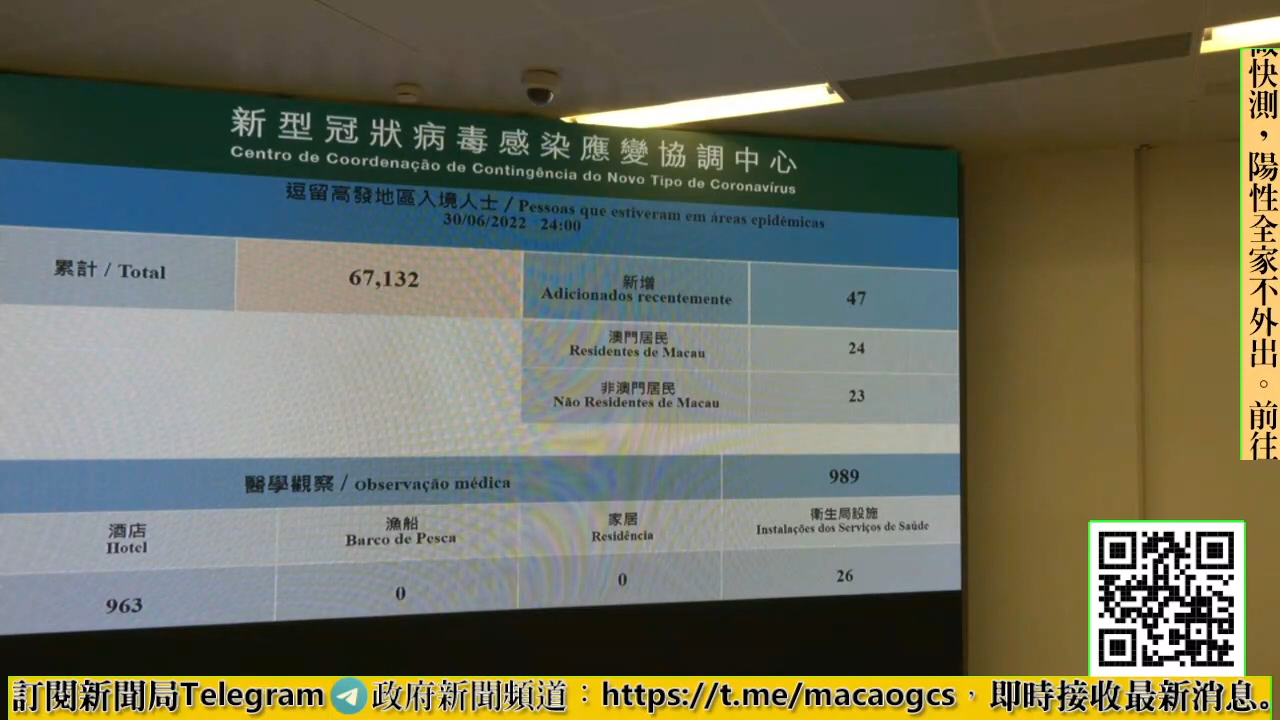 新型冠狀病毒感染應變協調中心
Centro de Coordenação de Contingência do Novo Tipo de Coronavírus
逗留高發地區入境人士 / Pessoas que estiveram em áreas epidêmicas
30/06/2022 24:00
累計 / Total
67,132
新增
Adicionados recentemente
47
澳門居民
Residentes de Macau
24
非澳門居民
Não Residentes de Macau
23
醫學觀察 / Observação médica
989
酒店
Hotel
漁船
Barco de Pesca
家居
Residência
衛生局設施
Instalações dos Serviços de Saúde
963
0
0
26
快測，陽性全家不外出。前往
訂閱新聞局Telegram 政府新聞頻道：https://t.me/macaogcs，即時接收最新消息。